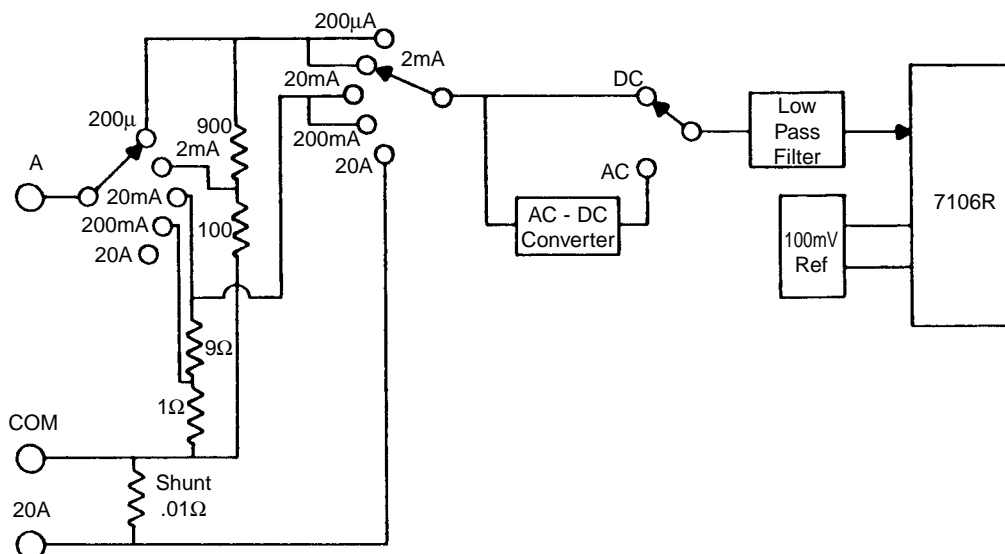 200μA
2mA
20mA
200mA
20A
200μ
2mA
20mA
200mA
20A
A
900
100
9Ω
1Ω
COM
20A
Shunt
.01Ω
DC
AC
AC - DC
Converter
Low
Pass
Filter
100mV
Ref
7106R